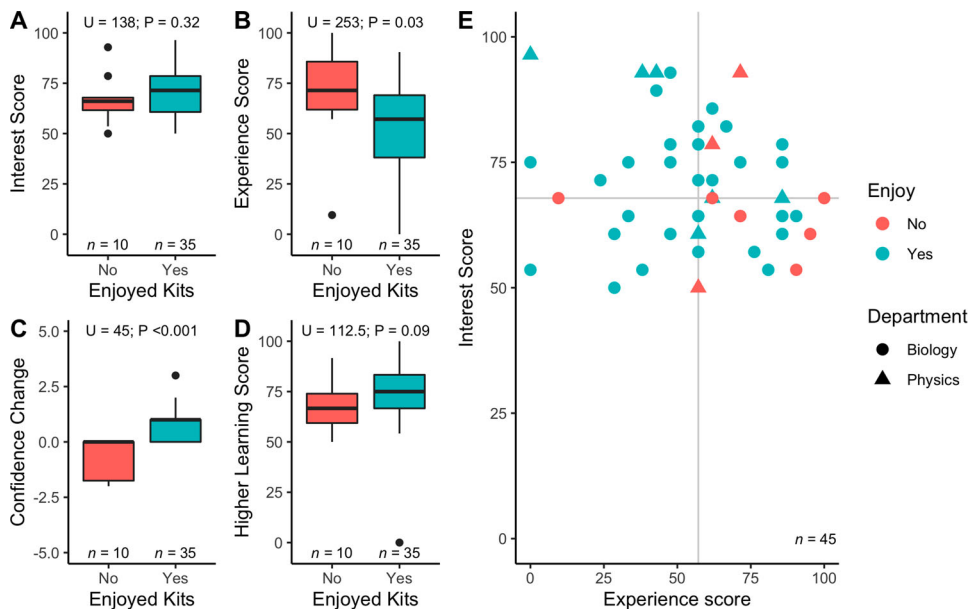 A
U = 138; P = 0.32
Interest Score
100
75
50
25
0
n = 10
n = 35
No
Yes
Enjoyed Kits
B
U = 253; P = 0.03
Experience Score
100
75
50
25
0
n = 10
n = 35
No
Yes
Enjoyed Kits
C
U = 45; P <0.001
Confidence Change
5.0
2.5
0.0
-2.5
-5.0
n = 10
n = 35
No
Yes
Enjoyed Kits
D
U = 112.5; P = 0.09
Higher Learning Score
100
75
50
25
0
n = 10
n = 35
No
Yes
Enjoyed Kits
E
Interest Score
100
75
50
25
0
n = 45
0
25
50
75
100
Experience score
Enjoy
No
Yes
Department
Biology
Physics